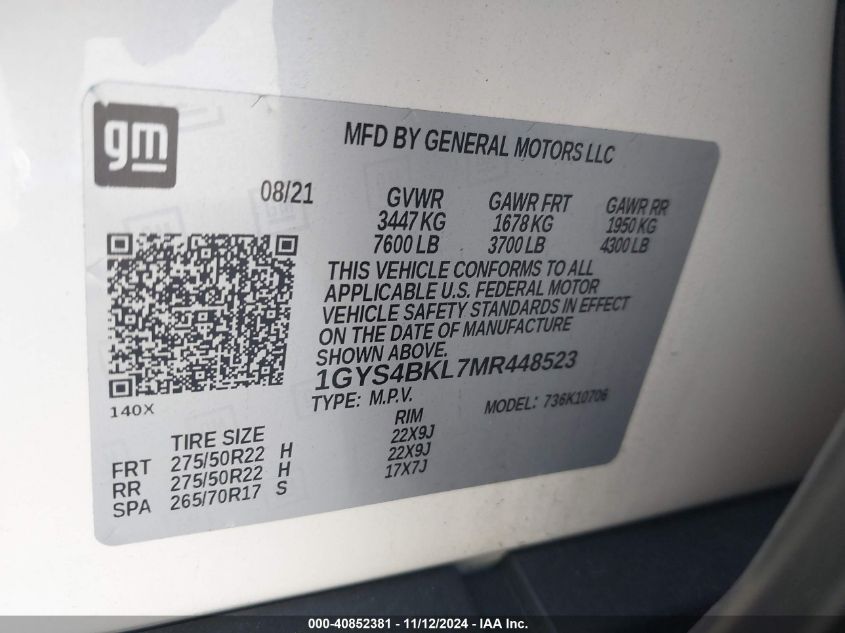 gm
MFD BY GENERAL MOTORS LLC
08/21
GVWR GAWR FRT GAWR RR
3447 KG 1678 KG 1950 KG
7600 LB 3700 LB 4300 LB
THIS VEHICLE CONFORMS TO ALL
APPLICABLE U.S. FEDERAL MOTOR
VEHICLE SAFETY STANDARDS IN EFFECT
ON THE DATE OF MANUFACTURE
SHOWN ABOVE.
1GYS4BKL7MR448523
TYPE: M.P.V. MODEL: 736K10706
140X
TIRE SIZE RIM
FRT 275/50R22 H 22X9J
RR 275/50R22 H 22X9J
SPA 265/70R17 S 17X7J
000-40852381 - 11/12/2024 - IAA Inc.